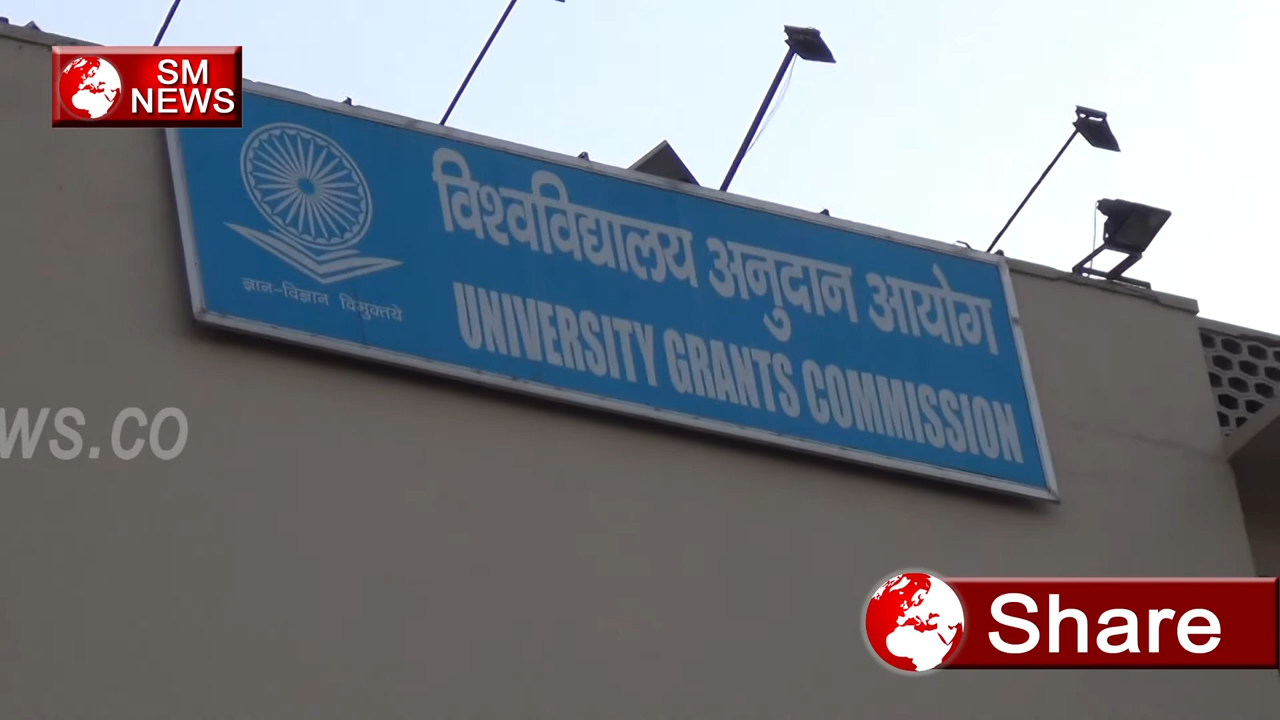 SM
NEWS
विश्वविद्यालय अनुदान आयोग
UNIVERSITY GRANTS COMMISSION
ज्ञान-विज्ञान विमुक्तये
WS.CO
Share